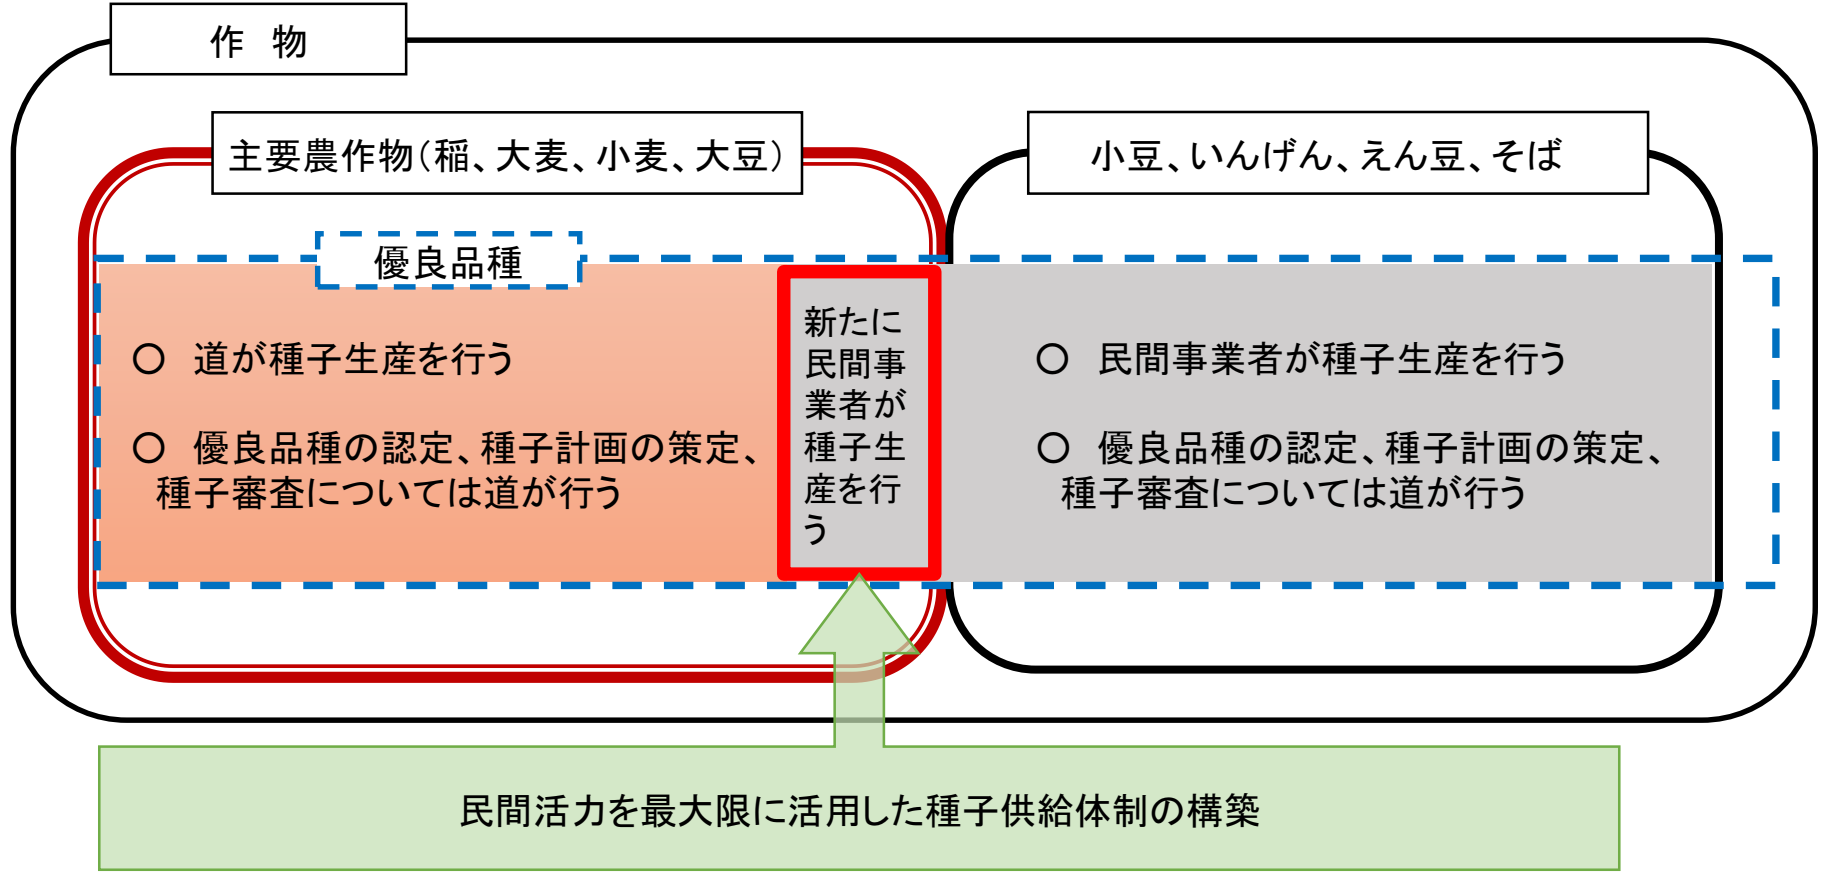 作　物
主要農作物（稲、大麦、小麦、大豆）
小豆、いんげん、えん豆、そば
優良品種
○　道が種子生産を行う
○　優良品種の認定、種子計画の策定、
種子審査については道が行う
新たに
民間事
業者が
種子生
産を行
う
○　民間事業者が種子生産を行う
○　優良品種の認定、種子計画の策定、
種子審査については道が行う
民間活力を最大限に活用した種子供給体制の構築